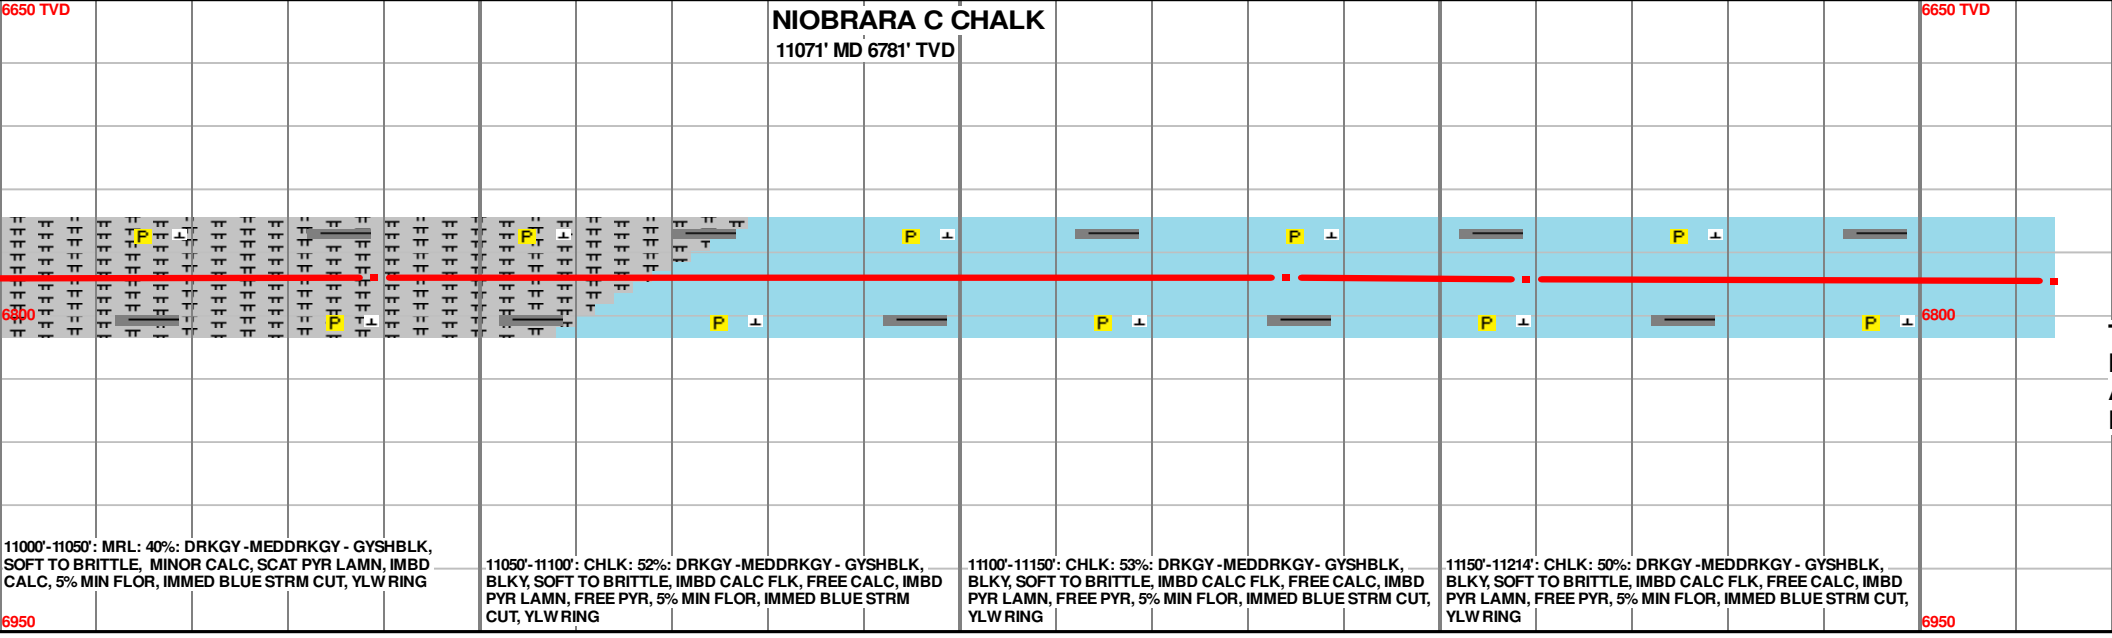 6650 TVD
NIOBRARA C CHALK
11071' MD 6781' TVD
6650 TVD
P
P
P
P
P
6800
P
P
P
P
P
6800
11000'-11050': MRL: 40%: DRKGY -MEDDRKGY - GYSHBLK,
SOFT TO BRITTLE, MINOR CALC, SCAT PYR LAMN, IMBD
CALC, 5% MIN FLOR, IMMED BLUE STRM CUT, YLW RING
11050'-11100': CHLK: 52%: DRKGY -MEDDRKGY - GYSHBLK,
BLKY, SOFT TO BRITTLE, IMBD CALC FLK, FREE CALC, IMBD
PYR LAMN, FREE PYR, 5% MIN FLOR, IMMED BLUE STRM
CUT, YLW RING
11100'-11150': CHLK: 53%: DRKGY -MEDDRKGY- GYSHBLK,
BLKY, SOFT TO BRITTLE, IMBD CALC FLK, FREE CALC, IMBD
PYR LAMN, FREE PYR, 5% MIN FLOR, IMMED BLUE STRM CUT,
YLW RING
11150'-11214': CHLK: 50%: DRKGY -MEDDRKGY - GYSHBLK,
BLKY, SOFT TO BRITTLE, IMBD CALC FLK, FREE CALC, IMBD
PYR LAMN, FREE PYR, 5% MIN FLOR, IMMED BLUE STRM CUT,
YLW RING
6950
6950